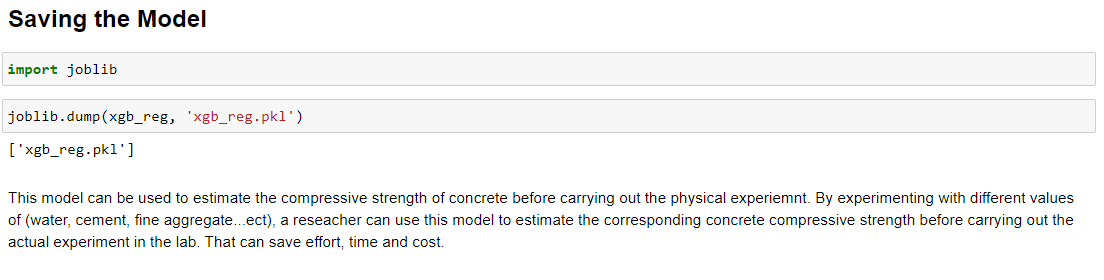 Saving the Model
import joblib
joblib.dump(xgb_reg, 'xgb_reg.pkl')
['xgb_reg.pkl']
This model can be used to estimate the compressive strength of concrete before carrying out the physical experiemnt. By experimenting with different values
of (water, cement, fine aggregate...ect), a reseacher can use this model to estimate the corresponding concrete compressive strength before carrying out the
actual experiment in the lab. That can save effort, time and cost.